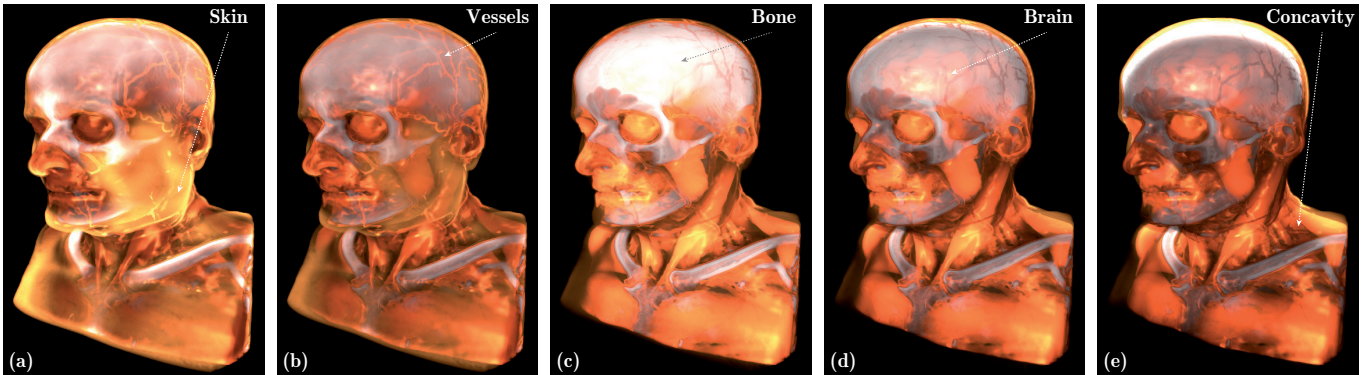 Skin
Vessels
Bone
Brain
Concavity
(a)
(b)
(c)
(d)
(e)